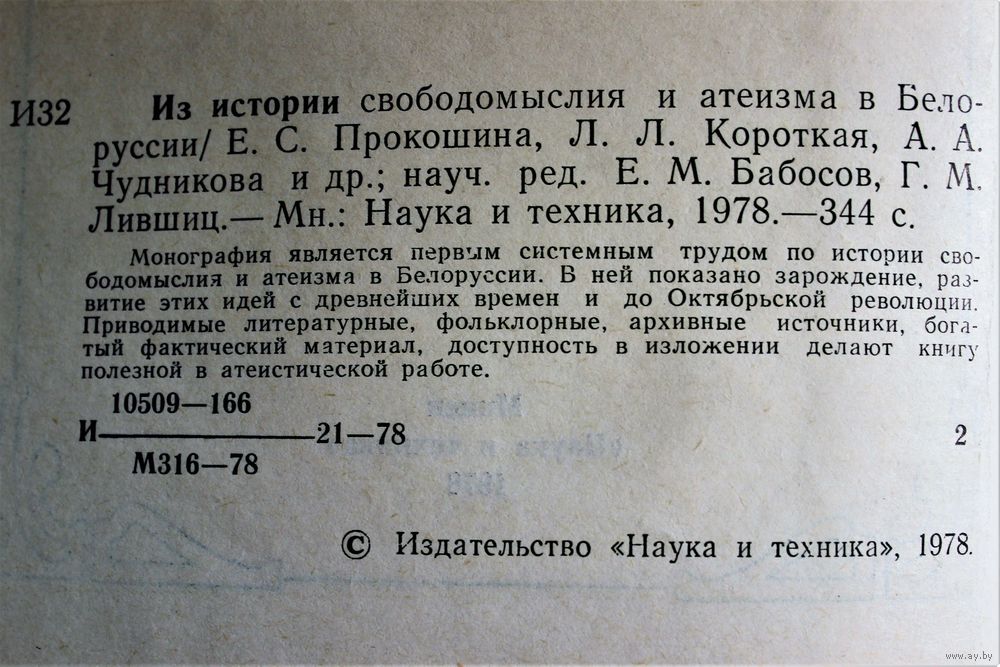 И32 Из истории свободомыслия и атеизма в Бело-
руссии/ Е. С. Прокошина, Л. Л. Короткая, А. А.
Чудникова и др.; науч. ред. Е. М. Бабосов, Г. М.
Лившиц.— Мн.: Наука и техника, 1978.—344 с.
Монография является первым системным трудом по истории сво-
бодомыслия и атеизма в Белоруссии. В ней показано зарождение, раз-
витие этих идей с древнейших времен и до Октябрьской революции.
Приводимые литературные, фольклорные, архивные источники, бога-
тый фактический материал, доступность в изложении делают книгу
полезной в атеистической работе.
10509—166
И———21—78 2
М316—78
© Издательство «Наука и техника», 1978.
www.ay.by